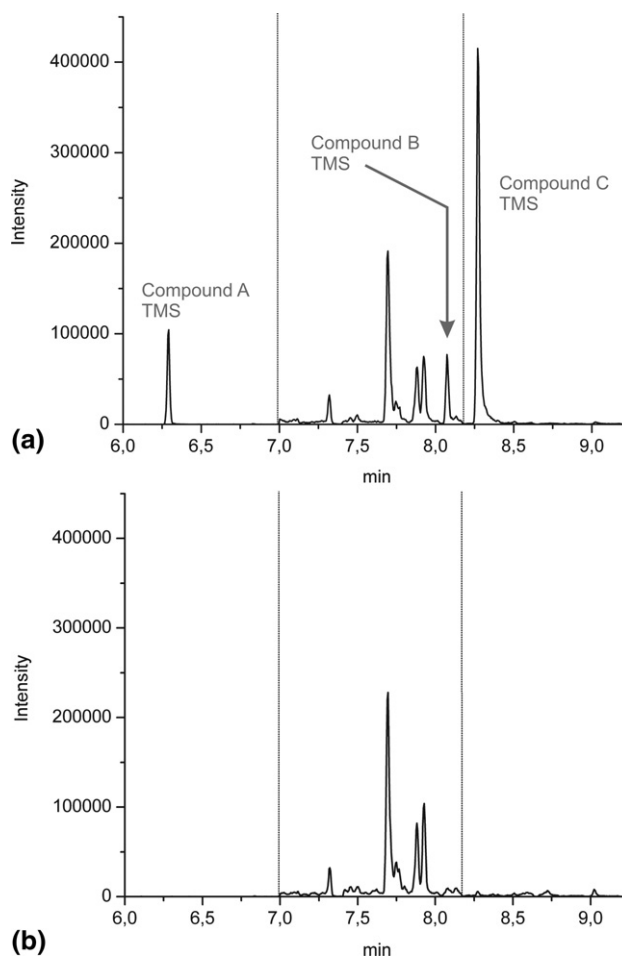 400000
300000
200000
100000
0
Intensity
Compound A
TMS
Compound B
TMS
Compound C
TMS
6,0 6,5 7,0 7,5 8,0 8,5 9,0
min
(a)
400000
300000
200000
100000
0
Intensity
6,0 6,5 7,0 7,5 8,0 8,5 9,0
min
(b)